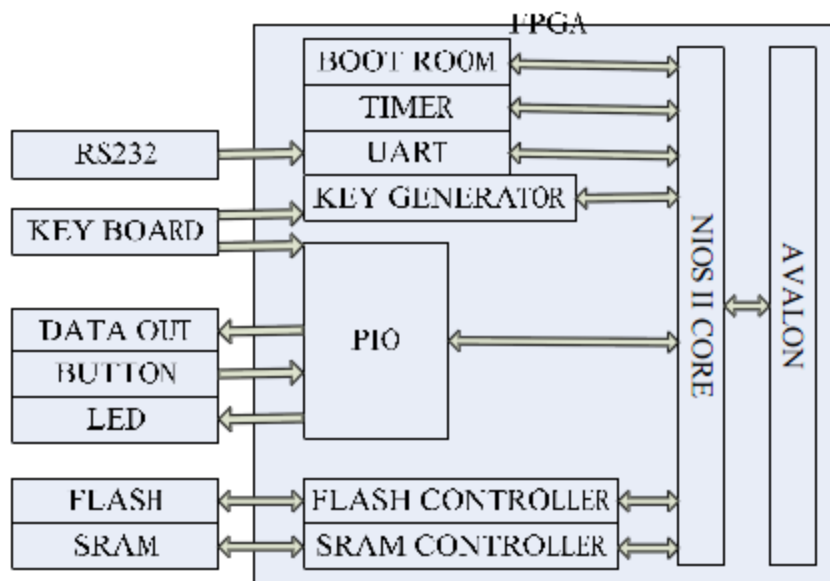 FPGA
BOOT ROOM
TIMER
RS232
UART
KEY GENERATOR
KEY BOARD
DATA OUT
PIO
BUTTON
LED
NIOS II CORE
AVALON
FLASH
FLASH CONTROLLER
SRAM
SRAM CONTROLLER